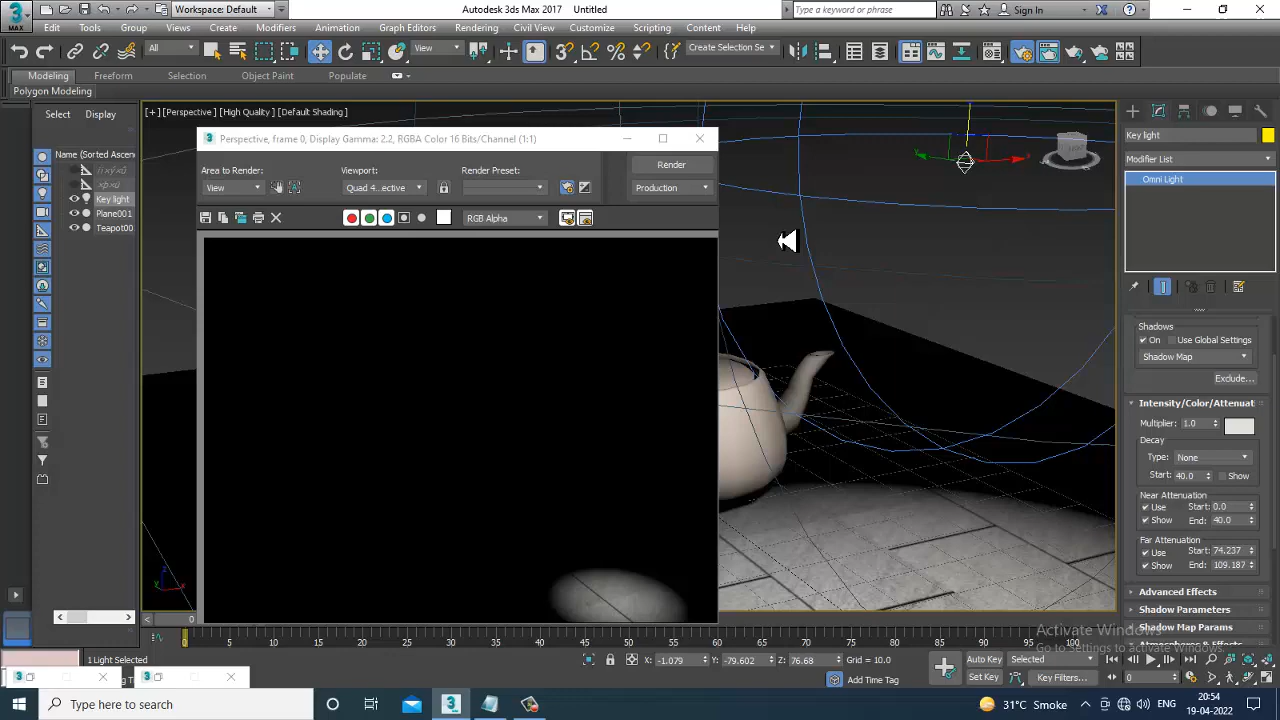 3 MAX Workspace: Default Autodesk 3ds Max 2017 Untitled Type a keyword or phrase Sign In
Edit Tools Group Views Create Modifiers Animation Graph Editors Rendering Civil View Customize Scripting Content Help
All View Create Selection Se
Modeling Freeform Selection Object Paint Populate
Polygon Modeling
Select Display
[+] [Perspective] [High Quality] [Default Shading]
Name (Sorted Ascen
Key light
Plane001
Teapot00
Perspective, frame 0, Display Gamma: 2.2, RGBA Color 16 Bits/Channel (1:1)
Area to Render: Viewport: Render Preset: Render
View Quad 4...ective Production
RGB Alpha
Key light
Modifier List
Omni Light
Shadows
On Use Global Settings
Shadow Map
Exclude...
Intensity/Color/Attenuat
Multiplier: 1.0
Decay
Type: None
Start: 40.0 Show
Near Attenuation
Use Start: 0.0
Show End: 40.0
Far Attenuation
Use Start: 74.237
Show End: 109.187
Advanced Effects
Shadow Parameters
Shadow Map Params
Activate Windows
Go to Settings to activate Windows.
0
0 5 10 15 20 25 30 35 40 45 50 55 60 65 70 75 80 85 90 95 100
1 Light Selected X: -1.079 Y: -79.602 Z: 76.68 Grid = 10.0 Auto Key Selected
Add Time Tag Set Key Key Filters... 0
Type here to search 31°C Smoke ENG 20:54 19-04-2022